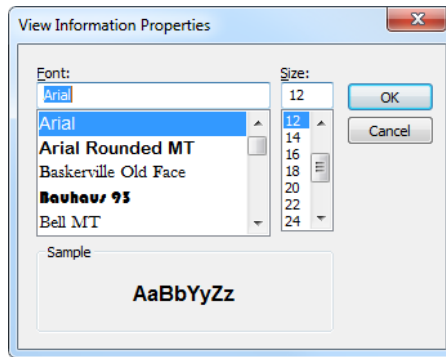 View Information Properties
Font:
Size:
Arial
12
OK
Arial
Arial Rounded MT
Baskerville Old Face
Bauhaus 93
Bell MT
12
14
16
18
20
22
24
Cancel
Sample
AaBbYyZz